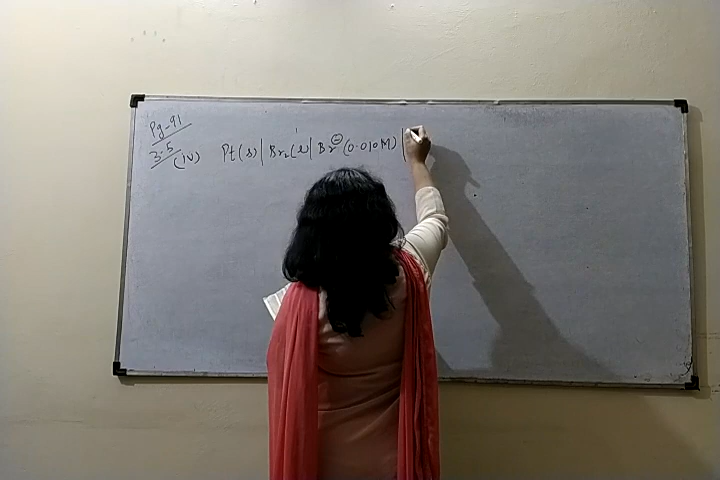 Pg-91
3.5 (iv) Pt(s) | Br₂(l) | Br⊖ (0.010M) |